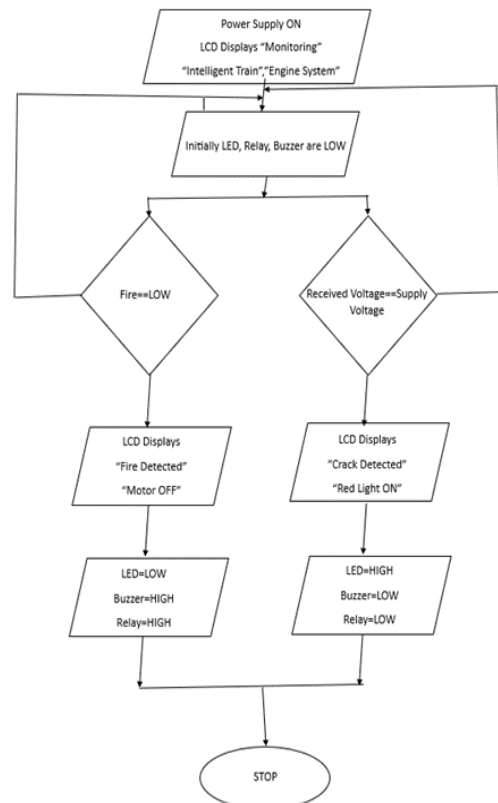 Power Supply ON
LCD Displays “Monitoring”
“Intelligent Train”,“Engine System”
Initially LED, Relay, Buzzer are LOW
Fire==LOW
Received Voltage==Supply
Voltage
LCD Displays
“Fire Detected”
“Motor OFF”
LCD Displays
“Crack Detected”
“Red Light ON”
LED=LOW
Buzzer=HIGH
Relay=HIGH
LED=HIGH
Buzzer=LOW
Relay=LOW
STOP